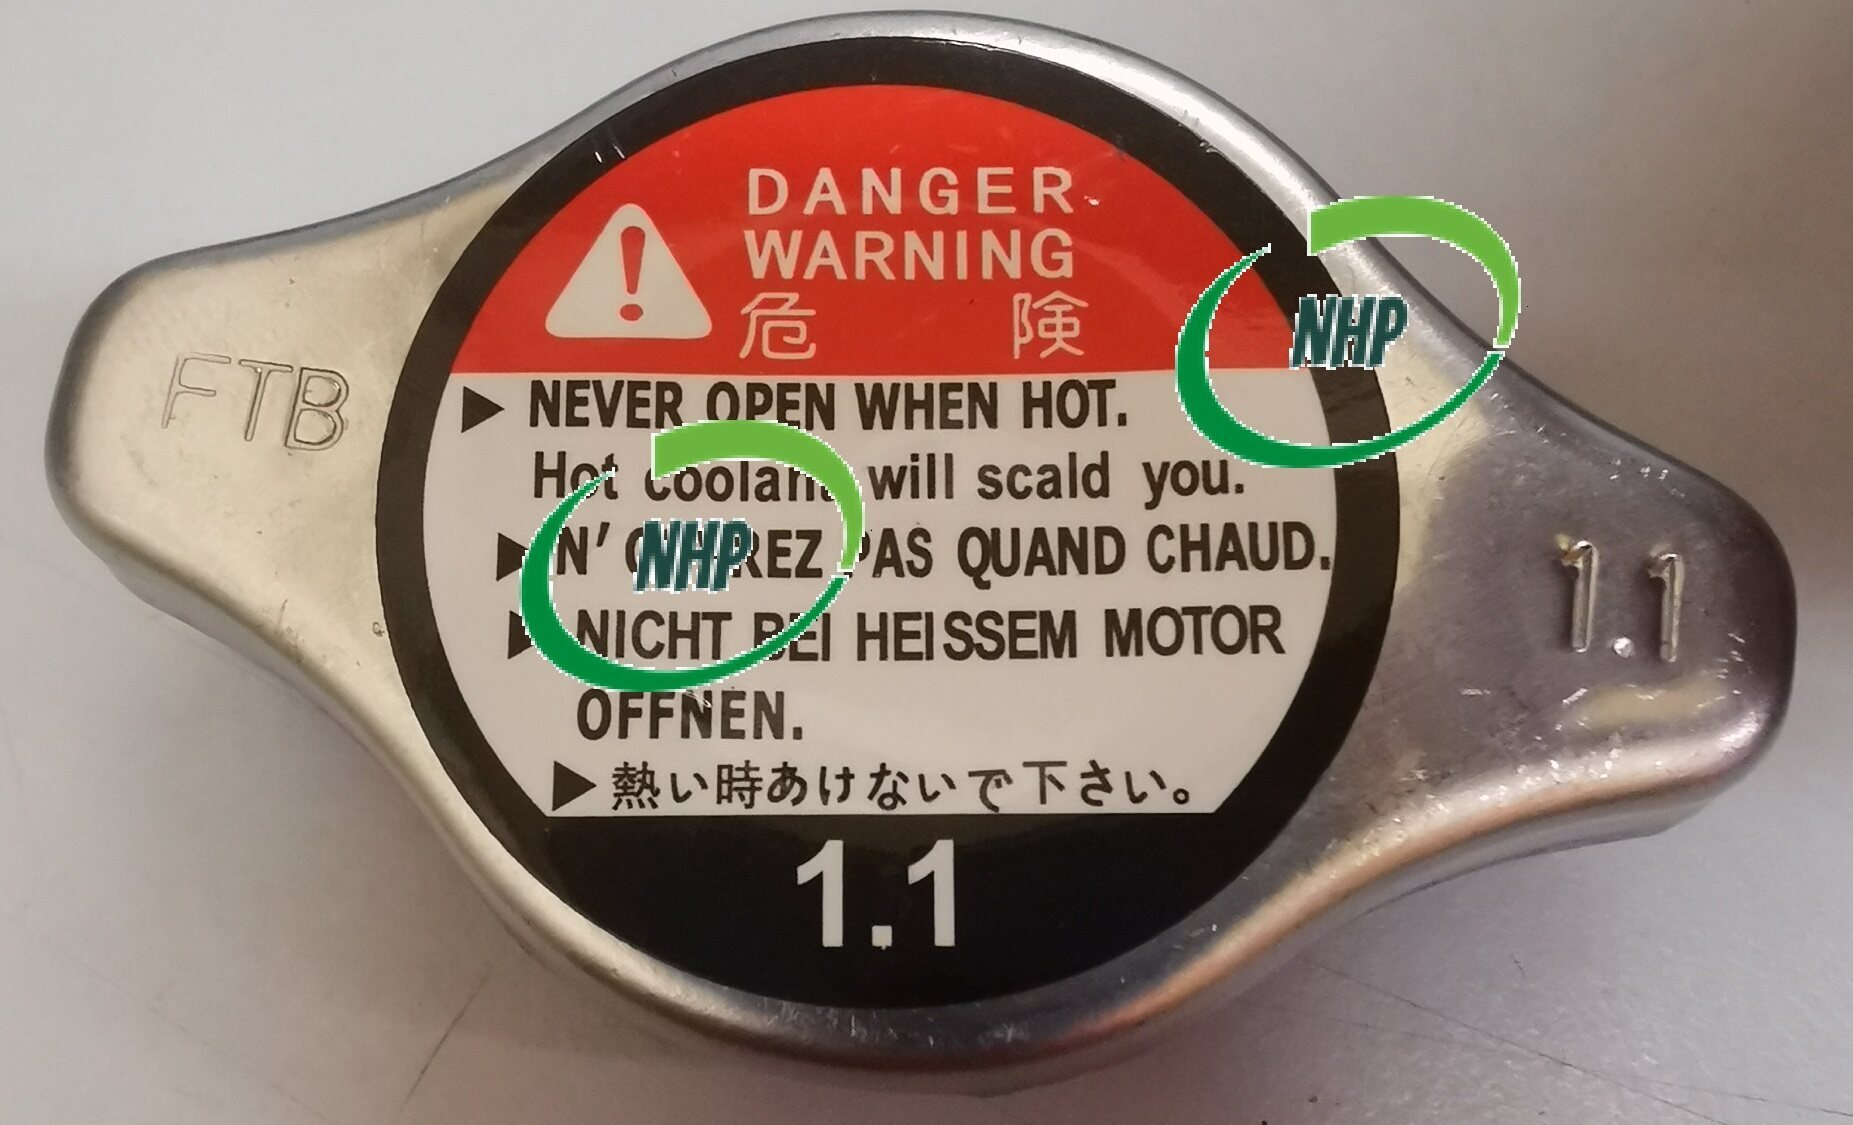 DANGER
WARNING
危 険
▶ NEVER OPEN WHEN HOT.
Hot coolant will scald you.
▶ N' REZ PAS QUAND CHAUD.
▶ NICHT BEI HEISSEM MOTOR
OFFNEN.
▶ 熱い時あけないで下さい。
1.1
FTB
1.1
NHP
NHP